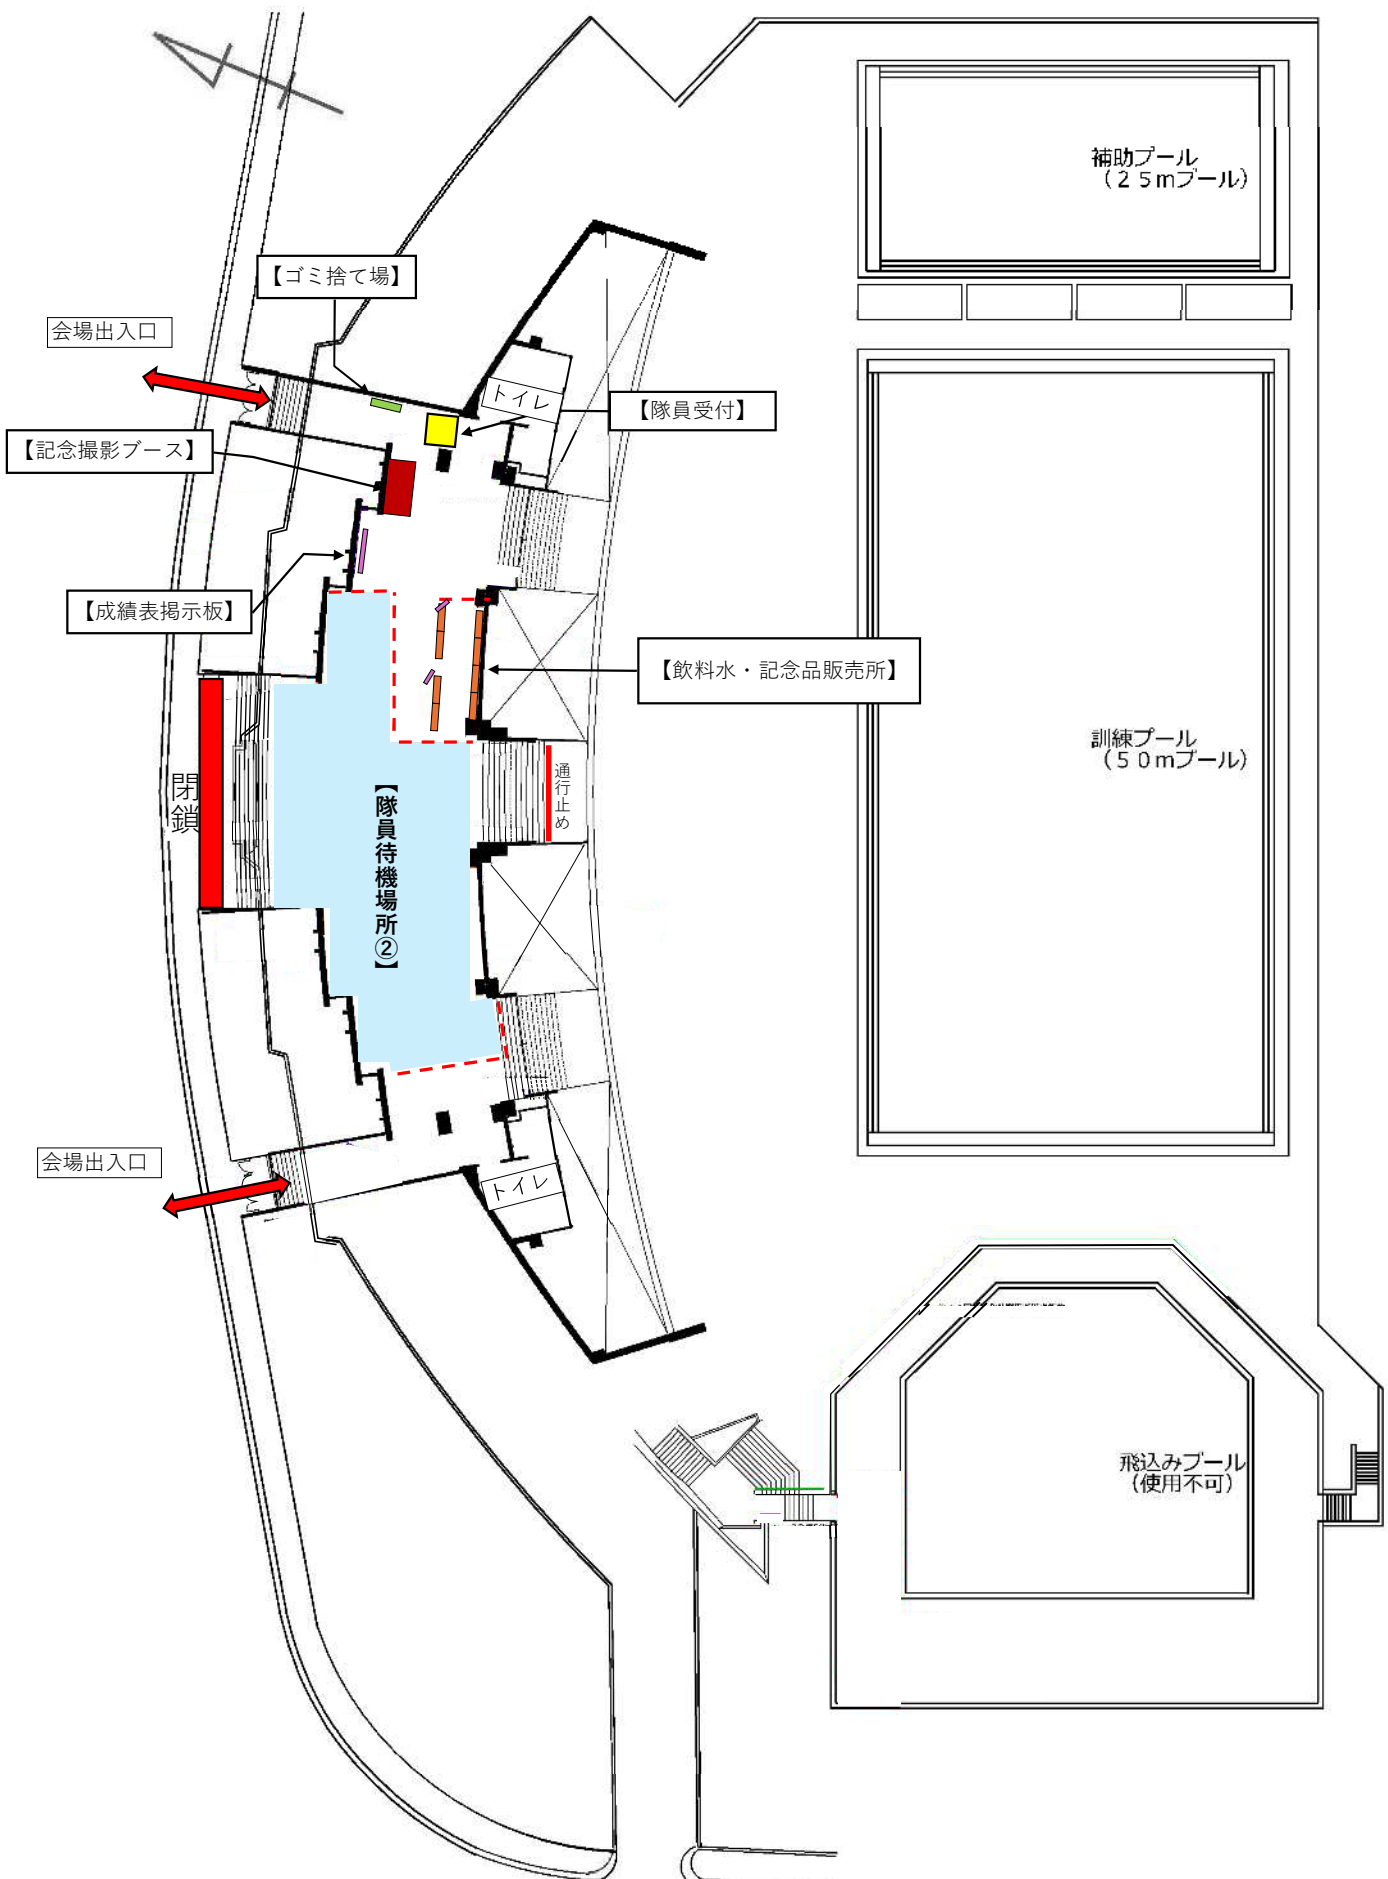 補助プール
（２５ｍプール）
【ゴミ捨て場】
会場出入口
トイレ
【隊員受付】
【記念撮影ブース】
【成績表掲示板】
【飲料水・記念品販売所】
訓練プール
（５０ｍプール）
閉鎖
【隊員待機場所②】
通行止め
会場出入口
トイレ
飛込みプール
（使用不可）